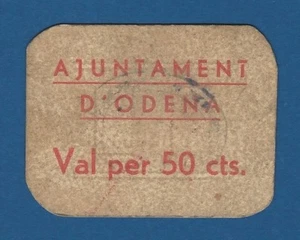 AJUNTAMENT
D'ODENA
Val per 50 cts.